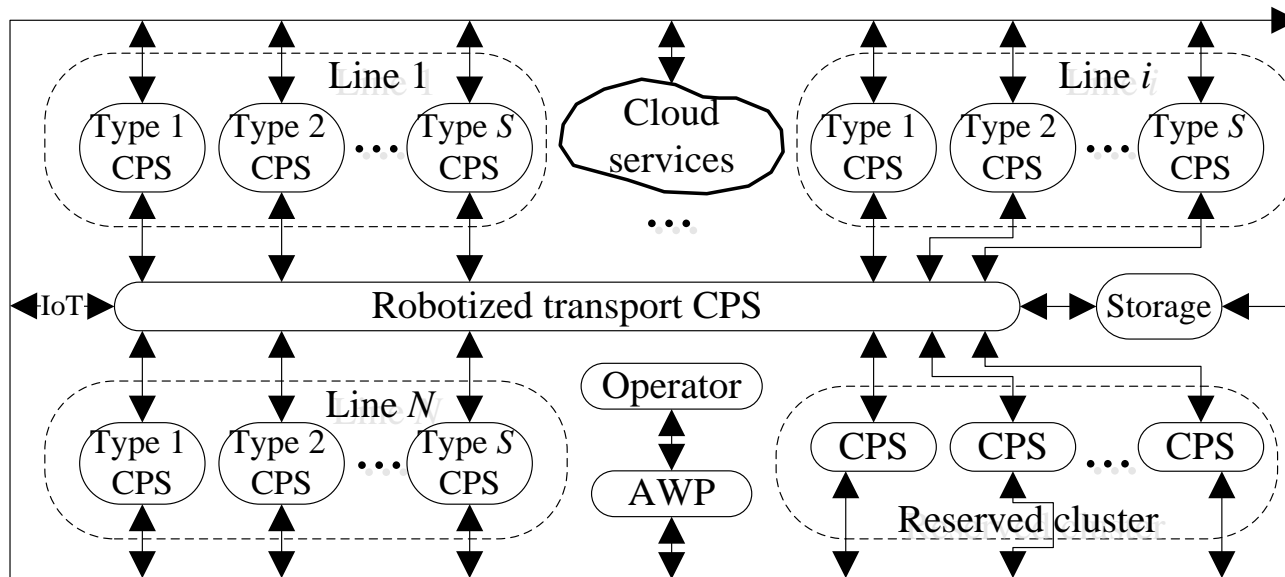 Line 1
Type 1
CPS
Type 2
CPS
•••
Type S
CPS
Cloud
services
•••
Line i
Type 1
CPS
Type 2
CPS
•••
Type S
CPS
IoT
Robotized transport CPS
Storage
Line N
Type 1
CPS
Type 2
CPS
•••
Type S
CPS
Operator
AWP
CPS
CPS
•••
CPS
Reserved cluster